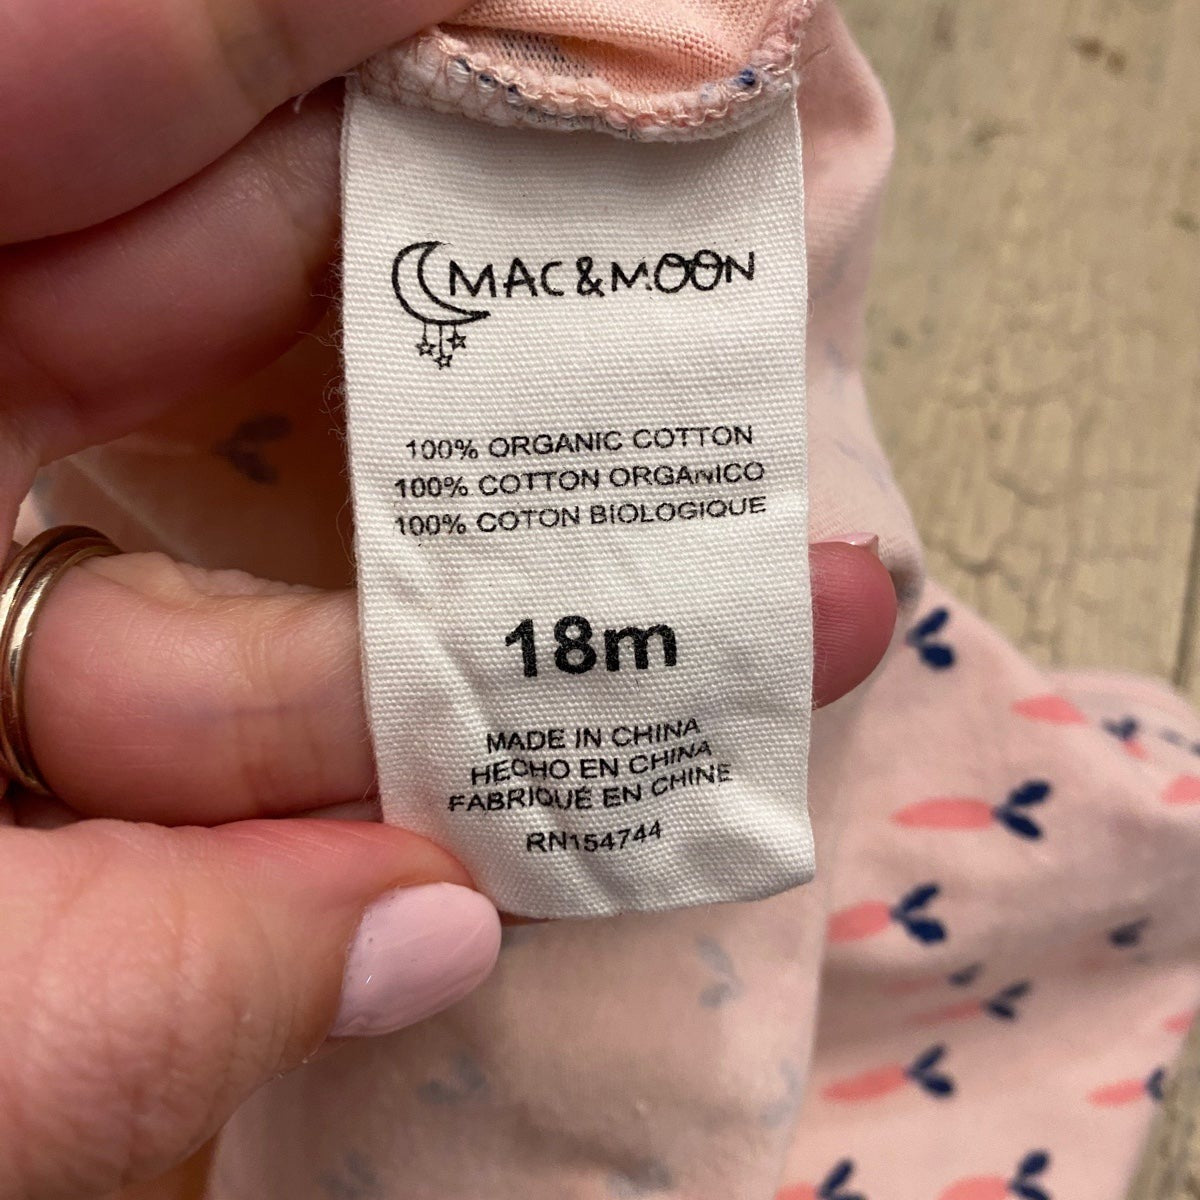 MAC&MOON
100% ORGANIC COTTON
100% COTTON ORGANICO
100% COTON BIOLOGIQUE
18m
MADE IN CHINA
HECHO EN CHINA
FABRIQUÉ EN CHINE
RN154744